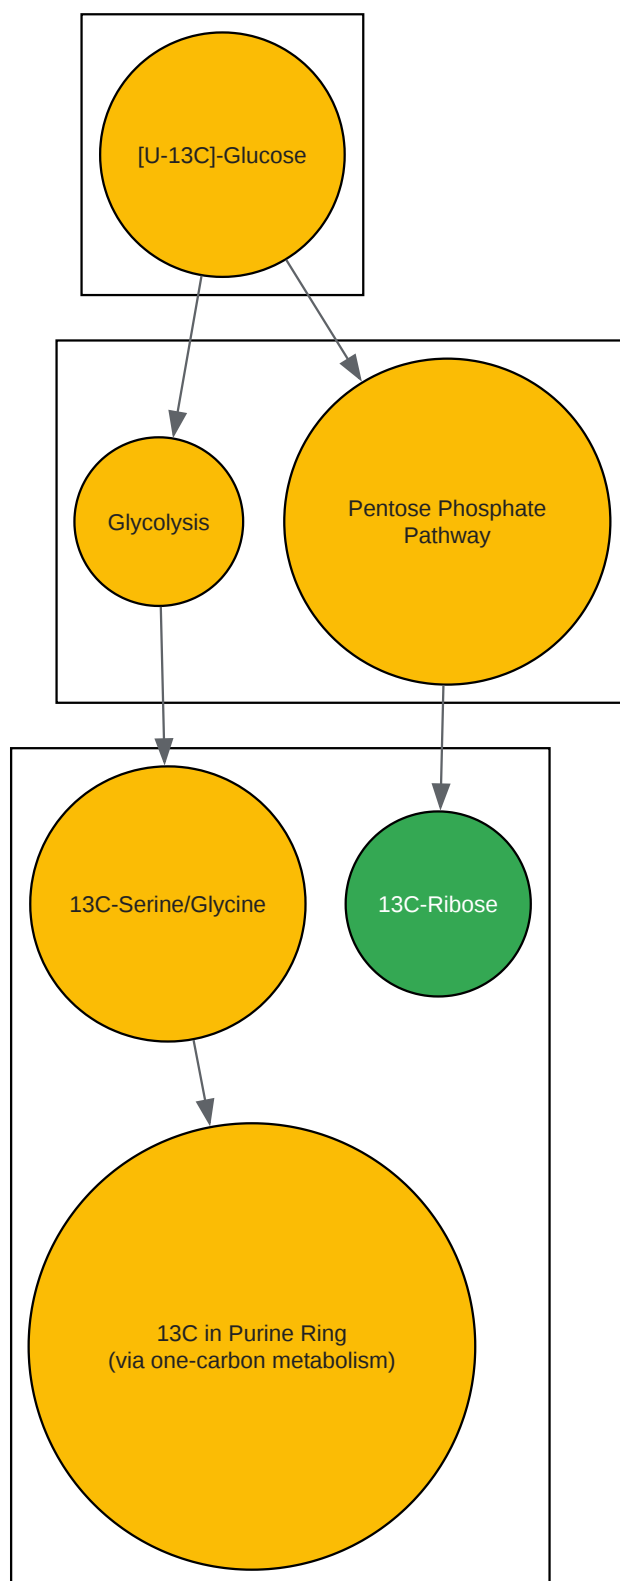 [U-13C]-Glucose
Glycolysis
Pentose Phosphate
Pathway
13C-Serine/Glycine
13C-Ribose
13C in Purine Ring
(via one-carbon metabolism)